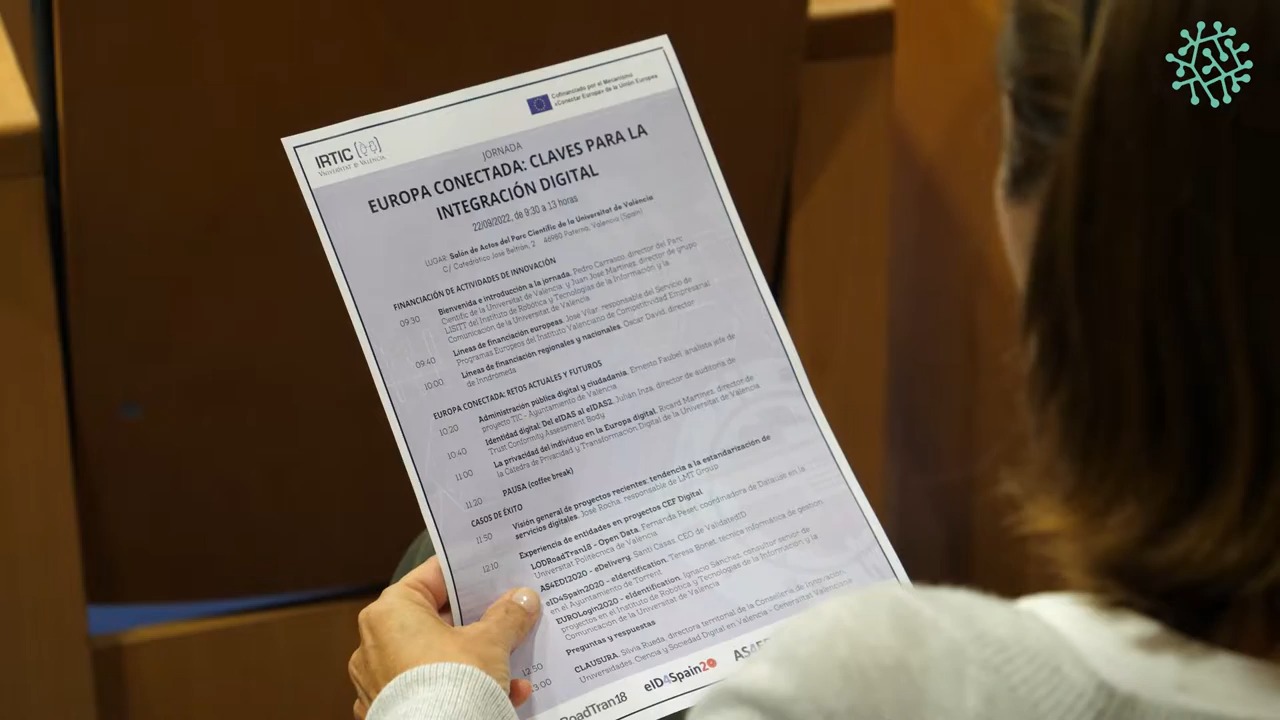 IRTIC
VNIVERSITAT D VALÈNCIA
Cofinanciado por el Mecanismo
«Conectar Europa» de la Unión Europea
JORNADA
EUROPA CONECTADA: CLAVES PARA LA
INTEGRACIÓN DIGITAL
22/09/2022, de 9:30 a 13 horas
LUGAR: Salón de Actos del Parc Científic de la Universitat de València
C/ Catedrático José Beltrán, 2 46980 Paterna, Valencia (Spain)
FINANCIACIÓN DE ACTIVIDADES DE INNOVACIÓN
09:30 Bienvenida e introducción a la jornada. Pedro Carrasco, director del Parc
Científic de la Universitat de València; y Juan José Martínez, director de grupo
LISITT del Instituto de Robótica y Tecnologías de la Información y la
Comunicación de la Universitat de València
09:40 Líneas de financiación europeas. José Vilar, responsable del Servicio de
Programas Europeos del Instituto Valenciano de Competitividad Empresarial
10:00 Líneas de financiación regionales y nacionales. Óscar David, director
de Inndromeda
EUROPA CONECTADA: RETOS ACTUALES Y FUTUROS
10:20 Administración pública digital y ciudadanía. Ernesto Faubel, analista jefe de
proyecto TIC - Ayuntamiento de València
10:40 Identidad digital: Del eIDAS al eIDAS2. Julián Inza, director de auditoría de
Trust Conformity Assessment Body
11:00 La privacidad del individuo en la Europa digital. Ricard Martínez, director de
la Cátedra de Privacidad y Transformación Digital de la Universitat de València
11:20 PAUSA (coffee break)
CASOS DE ÉXITO
11:50 Visión general de proyectos recientes: tendencia a la estandarización de
servicios digitales. José Rocha, responsable de LMT Group
12:10 Experiencia de entidades en proyectos CEF Digital
LODRoadTran18 - Open Data. Fernanda Peset, coordinadora de Datalab en la
Universitat Politècnica de València
AS4EDI2020 - eDelivery. Santi Casas, CEO de ValidatedID
eID4Spain2020 - eIdentification. Teresa Bonet, técnica informática de gestión
en el Ayuntamiento de Torrent
EUROLogin2020 - eIdentification. Ignacio Sánchez, consultor senior de
proyectos en el Instituto de Robótica y Tecnologías de la Información y la
Comunicación de la Universitat de València
12:50 Preguntas y respuestas
13:00 CLAUSURA. Silvia Rueda, directora territorial de la Conselleria de Innovación,
Universidades, Ciencia y Sociedad Digital en València - Generalitat Valenciana
RoadTran18 eID4Spain20 AS4E